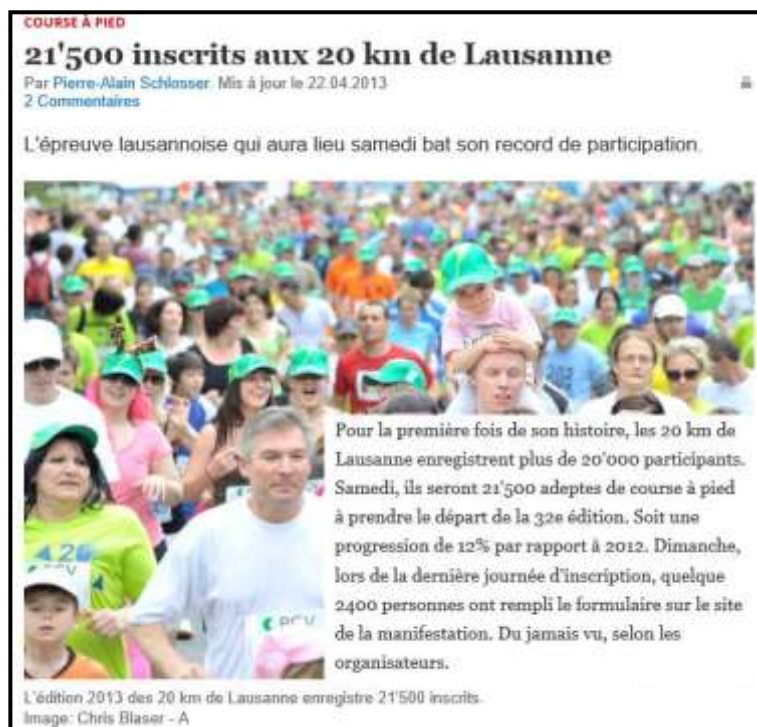 COURSE À PIED
21'500 inscrits aux 20 km de Lausanne
Par Pierre-Alain Schlosser. Mis à jour le 22.04.2013
2 Commentaires
L'épreuve lausannoise qui aura lieu samedi bat son record de participation.
Pour la première fois de son histoire, les 20 km de
Lausanne enregistrent plus de 20'000 participants.
Samedi, ils seront 21'500 adeptes de course à pied
à prendre le départ de la 32e édition. Soit une
progression de 12% par rapport à 2012. Dimanche,
lors de la dernière journée d'inscription, quelque
2400 personnes ont rempli le formulaire sur le site
de la manifestation. Du jamais vu, selon les
organisateurs.
20
BCV
L'édition 2013 des 20 km de Lausanne enregistre 21'500 inscrits.
Image: Chris Blaser - A